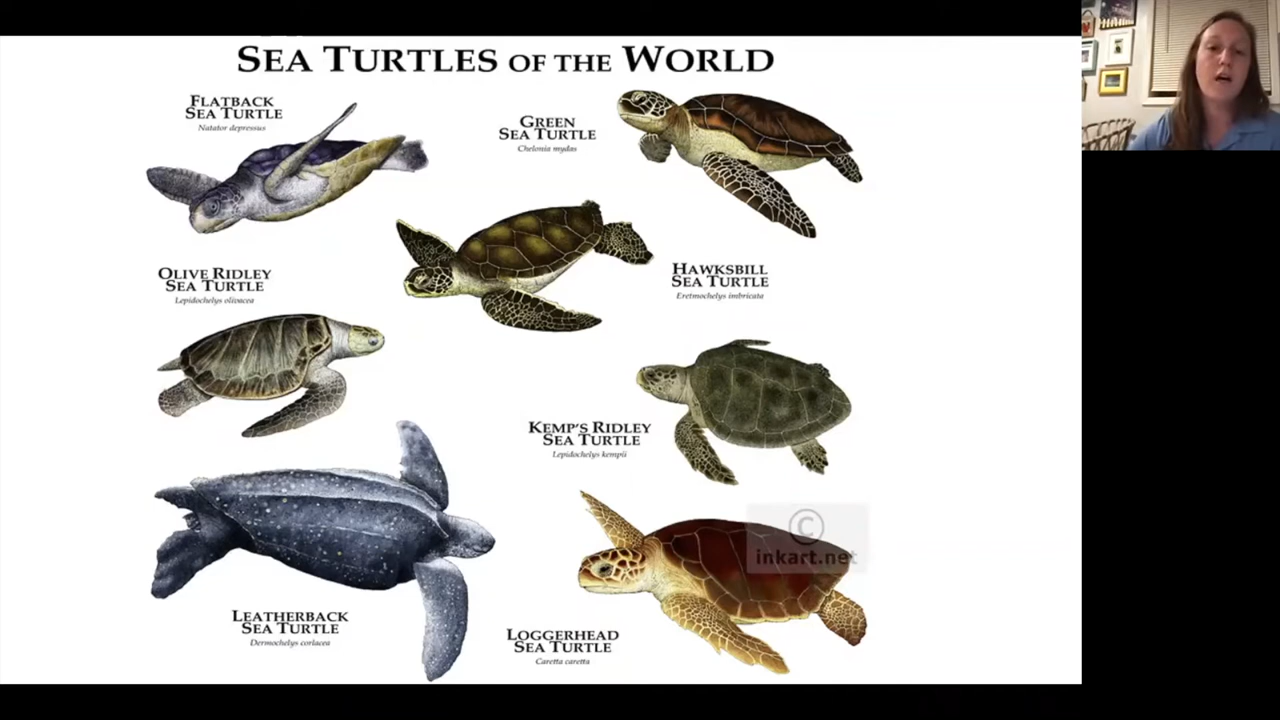 SEA TURTLES OF THE WORLD
FLATBACK
SEA TURTLE
Natator depressus
GREEN
SEA TURTLE
Chelonia mydas
OLIVE RIDLEY
SEA TURTLE
Lepidochelys olivacea
HAWKSBILL
SEA TURTLE
Eretmochelys imbricata
KEMP'S RIDLEY
SEA TURTLE
Lepidochelys kempii
LEATHERBACK
SEA TURTLE
Dermochelys coriacea
LOGGERHEAD
SEA TURTLE
Caretta caretta
©
inkart.net